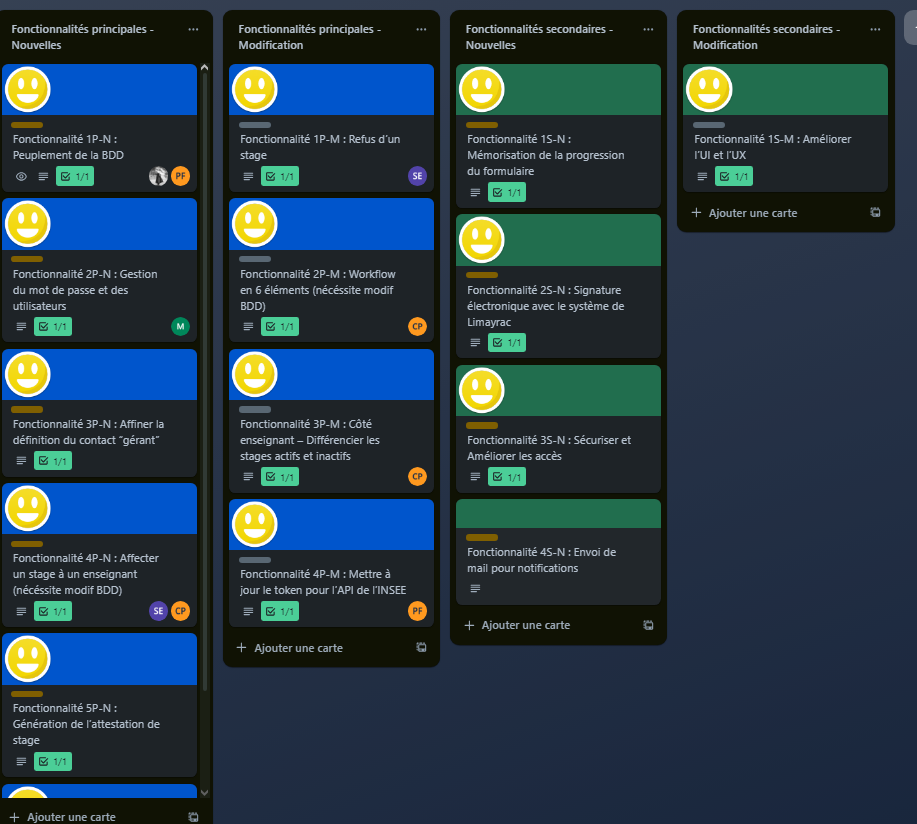 Fonctionnalités principales -
Nouvelles
Fonctionnalité 1P-N :
Peuplement de la BDD
1/1
PF
Fonctionnalité 2P-N : Gestion
du mot de passe et des
utilisateurs
1/1
M
Fonctionnalité 3P-N : Affiner la
définition du contact “gérant”
1/1
Fonctionnalité 4P-N : Affecter
un stage à un enseignant
(nécéssite modif BDD)
1/1
SE
CP
Fonctionnalité 5P-N :
Génération de l’attestation de
stage
1/1
+ Ajouter une carte
Fonctionnalités principales -
Modification
Fonctionnalité 1P-M : Refus d’un
stage
1/1
SE
Fonctionnalité 2P-M : Workflow
en 6 éléments (nécéssite modif
BDD)
1/1
CP
Fonctionnalité 3P-M : Côté
enseignant – Différencier les
stages actifs et inactifs
1/1
CP
Fonctionnalité 4P-M : Mettre à
jour le token pour l’API de l’INSEE
1/1
PF
+ Ajouter une carte
Fonctionnalités secondaires -
Nouvelles
Fonctionnalité 1S-N :
Mémorisation de la progression
du formulaire
1/1
Fonctionnalité 2S-N : Signature
électronique avec le système de
Limayrac
1/1
Fonctionnalité 3S-N : Sécuriser et
Améliorer les accès
1/1
Fonctionnalité 4S-N : Envoi de
mail pour notifications
+ Ajouter une carte
Fonctionnalités secondaires -
Modification
Fonctionnalité 1S-M : Améliorer
l’UI et l’UX
1/1
+ Ajouter une carte